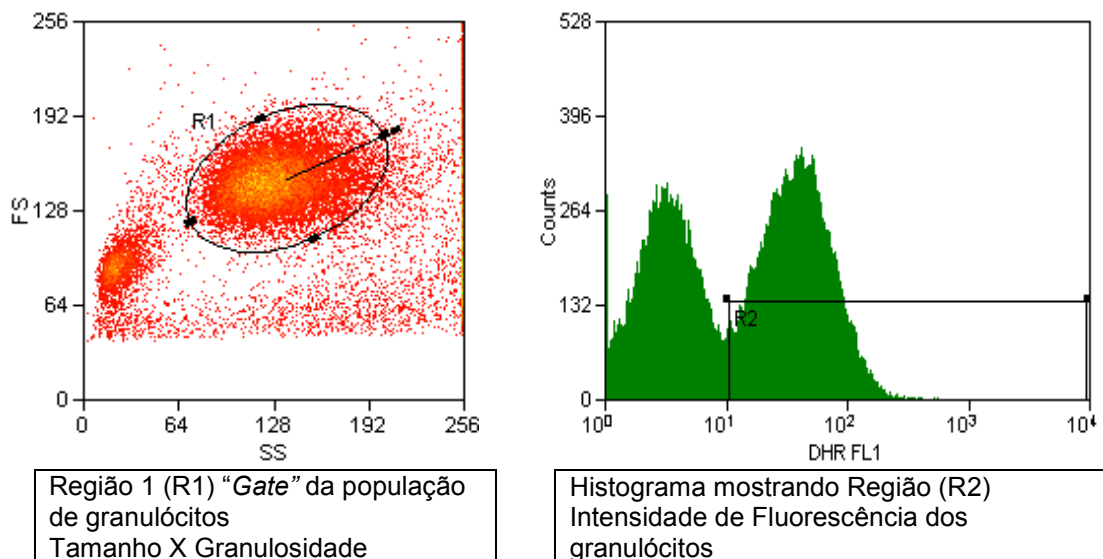 256
192
128
64
0
FS
R1
0 64 128 192 256
SS
528
396
264
132
0
Counts
R2
10⁰ 10¹ 10² 10³ 10⁴
DHR FL1
Região 1 (R1) “Gate” da população
de granulócitos
Tamanho X Granulosidade
Histograma mostrando Região (R2)
Intensidade de Fluorescência dos
granulócitos